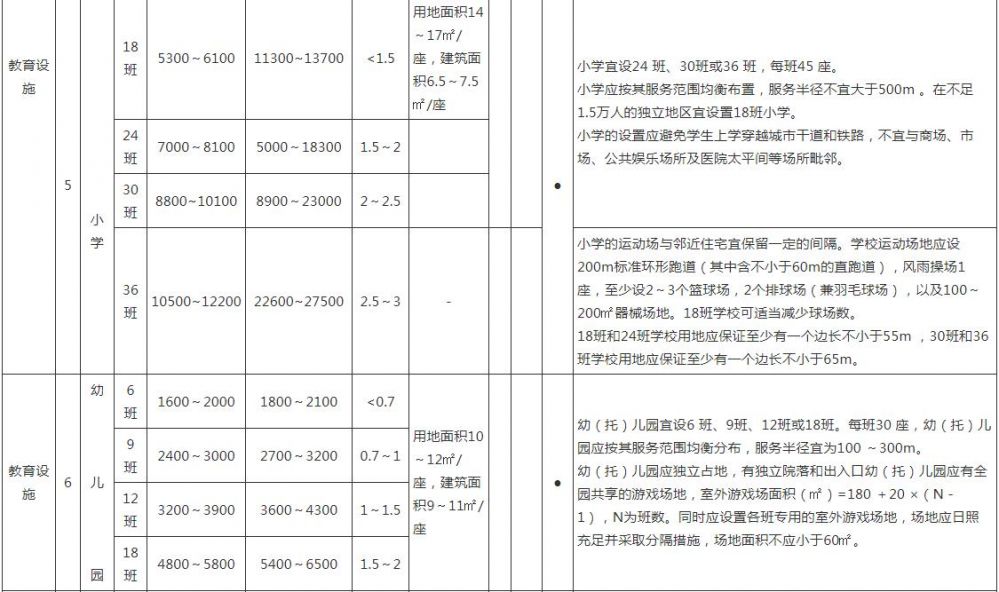 教育设
施
5
小
学
18
班
5300～6100
11300~13700
<1.5
用地面积14
～17㎡/
座，建筑面
积6.5～7.5
㎡/座
24
班
7000～8100
5000～18300
1.5～2
30
班
8800~10100
8900～23000
2～2.5
●
小学宜设24 班、30班或36 班，每班45 座。
小学应按其服务范围均衡布置，服务半径不宜大于500m 。在不足
1.5万人的独立地区宜设置18班小学。
小学的设置应避免学生上学穿越城市干道和铁路，不宜与商场、市
场、公共娱乐场所及医院太平间等场所毗邻。
36
班
10500~12200
22600~27500
2.5～3
-
小学的运动场与邻近住宅宜保留一定的间隔。学校运动场地应设
200m标准环形跑道（其中含不小于60m的直跑道），风雨操场1
座，至少设2～3个篮球场，2个排球场（兼羽毛球场），以及100～
200㎡器械场地。18班学校可适当减少球场数。
18班和24班学校用地应保证至少有一个边长不小于55m ，30班和36
班学校用地应保证至少有一个边长不小于65m。
教育设
施
6
幼
儿
园
6
班
1600～2000
1800～2100
<0.7
9
班
2400～3000
2700～3200
0.7～1
12
班
3200～3900
3600～4300
1～1.5
18
班
4800～5800
5400～6500
1.5～2
用地面积10
～12㎡/
座，建筑面
积9～11㎡/
座
●
幼（托）儿园宜设6 班、9班、12班或18班。每班30 座，幼（托）儿
园应按其服务范围均衡分布，服务半径宜为100 ～300m。
幼（托）儿园应独立占地，有独立院落和出入口幼（托）儿园应有全
园共享的游戏场地，室外游戏场面积（㎡）=180 ＋20 ×（ N -
1 ），N为班数。同时应设置各班专用的室外游戏场地，场地应日照
充足并采取分隔措施，场地面积不应小于60㎡。